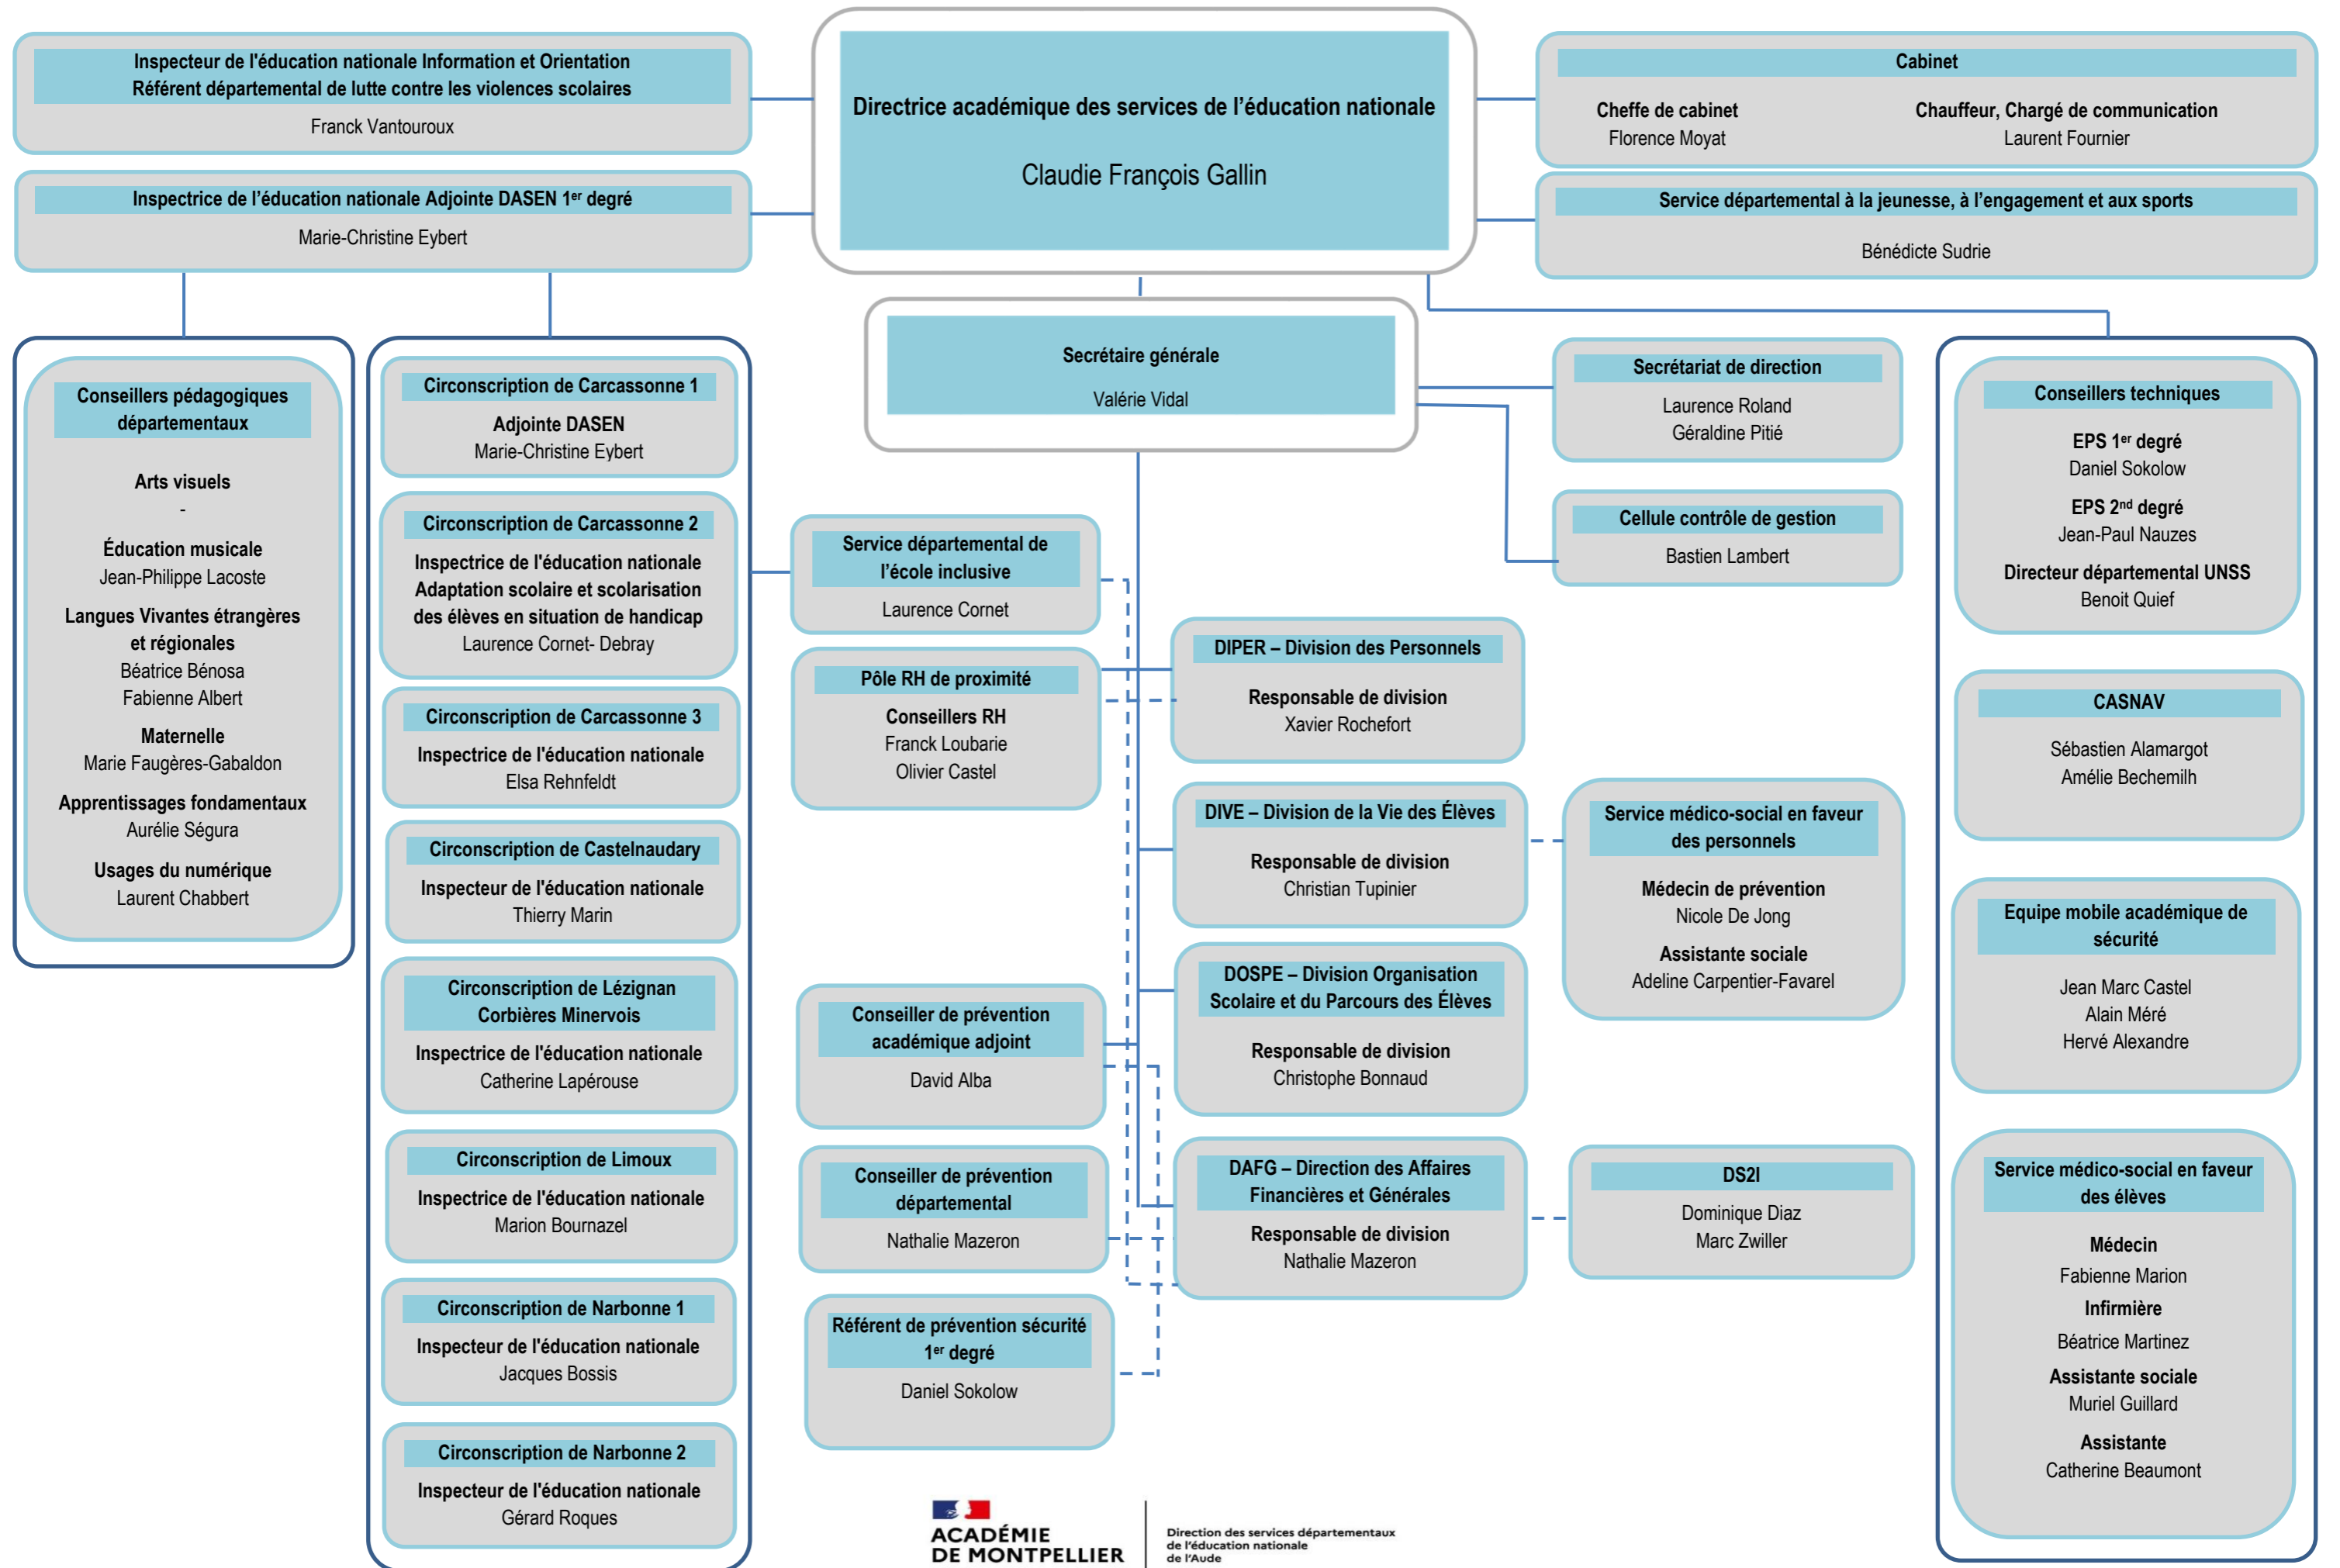 Inspecteur de l'éducation nationale Information et Orientation
Référent départemental de lutte contre les violences scolaires
Franck Vantouroux
Inspectrice de l'éducation nationale Adjointe DASEN 1er degré
Marie-Christine Eybert
Directrice académique des services de l'éducation nationale
Claudie François Gallin
Cabinet
Cheffe de cabinet
Florence Moyat
Chauffeur, Chargé de communication
Laurent Fournier
Service départemental à la jeunesse, à l'engagement et aux sports
Bénédicte Sudrie
Secrétaire générale
Valérie Vidal
Secrétariat de direction
Laurence Roland
Géraldine Pitié
Cellule contrôle de gestion
Bastien Lambert
Conseillers pédagogiques
départementaux
Arts visuels
-
Éducation musicale
Jean-Philippe Lacoste
Langues Vivantes étrangères
et régionales
Béatrice Bénosa
Fabienne Albert
Maternelle
Marie Faugères-Gabaldon
Apprentissages fondamentaux
Aurélie Ségura
Usages du numérique
Laurent Chabbert
Circonscription de Carcassonne 1
Adjointe DASEN
Marie-Christine Eybert
Circonscription de Carcassonne 2
Inspectrice de l'éducation nationale
Adaptation scolaire et scolarisation
des élèves en situation de handicap
Laurence Cornet- Debray
Circonscription de Carcassonne 3
Inspectrice de l'éducation nationale
Elsa Rehnfeldt
Circonscription de Castelnaudary
Inspecteur de l'éducation nationale
Thierry Marin
Circonscription de Lézignan
Corbières Minervois
Inspectrice de l'éducation nationale
Catherine Lapérouse
Circonscription de Limoux
Inspectrice de l'éducation nationale
Marion Bournazel
Circonscription de Narbonne 1
Inspecteur de l'éducation nationale
Jacques Bossis
Circonscription de Narbonne 2
Inspecteur de l'éducation nationale
Gérard Roques
Service départemental de
l'école inclusive
Laurence Cornet
Pôle RH de proximité
Conseillers RH
Franck Loubarie
Olivier Castel
Conseiller de prévention
académique adjoint
David Alba
Conseiller de prévention
départemental
Nathalie Mazeron
Référent de prévention sécurité
1er degré
Daniel Sokolow
DIPER – Division des Personnels
Responsable de division
Xavier Rochefort
DIVE – Division de la Vie des Élèves
Responsable de division
Christian Tupinier
DOSPE – Division Organisation
Scolaire et du Parcours des Élèves
Responsable de division
Christophe Bonnaud
DAFG – Direction des Affaires
Financières et Générales
Responsable de division
Nathalie Mazeron
Service médico-social en faveur
des personnels
Médecin de prévention
Nicole De Jong
Assistante sociale
Adeline Carpentier-Favarel
DS2I
Dominique Diaz
Marc Zwiller
Conseillers techniques
EPS 1er degré
Daniel Sokolow
EPS 2nd degré
Jean-Paul Nauzes
Directeur départemental UNSS
Benoit Quief
CASNAV
Sébastien Alamargot
Amélie Bechemilh
Equipe mobile académique de
sécurité
Jean Marc Castel
Alain Méré
Hervé Alexandre
Service médico-social en faveur
des élèves
Médecin
Fabienne Marion
Infirmière
Béatrice Martinez
Assistante sociale
Muriel Guillard
Assistante
Catherine Beaumont
ACADÉMIE
DE MONTPELLIER
Direction des services départementaux
de l'éducation nationale
de l'Aude